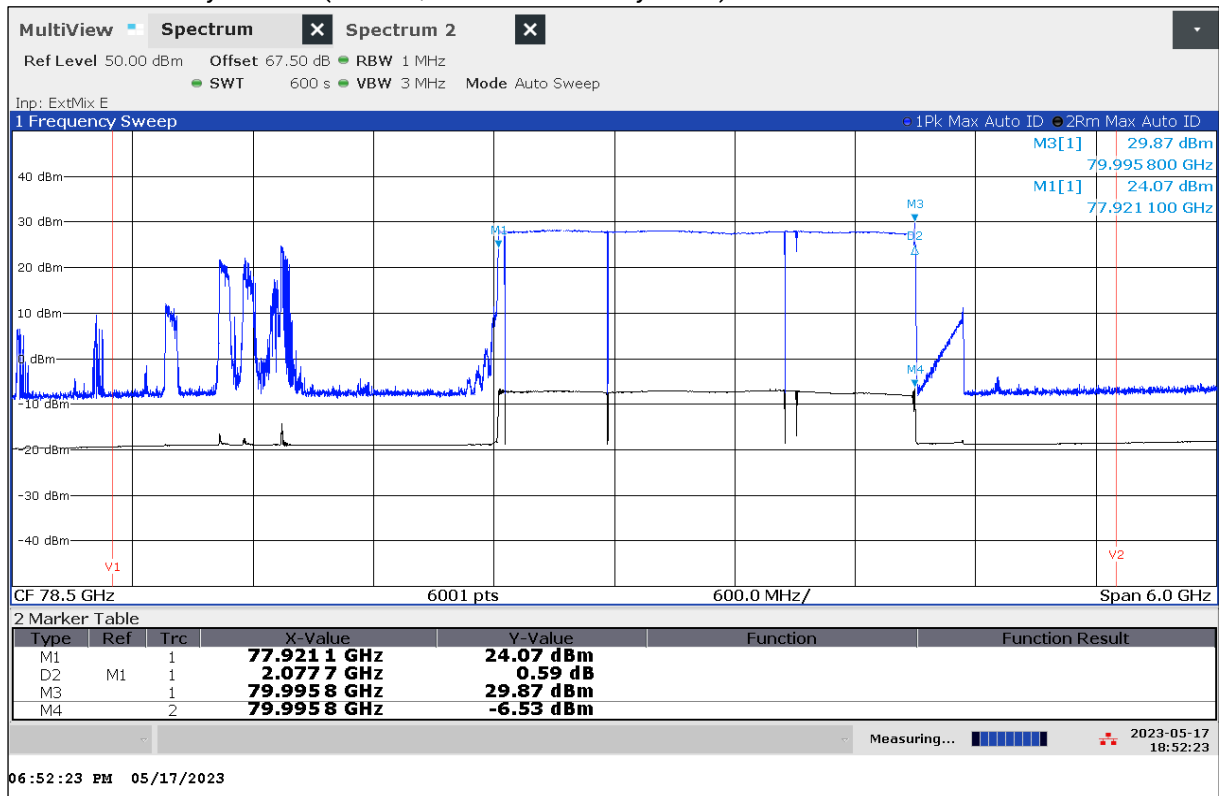 MultiView Spectrum X Spectrum 2 X
Ref Level 50.00 dBm Offset 67.50 dB RBW 1 MHz
SWT 600 s VBW 3 MHz Mode Auto Sweep
Inp: ExtMix E
1 Frequency Sweep 1Pk Max Auto ID 2Rm Max Auto ID
M3[1] 29.87 dBm
79.995 800 GHz
M1[1] 24.07 dBm
77.921 100 GHz
40 dBm
M3
30 dBm
M1
D2
20 dBm
10 dBm
0 dBm
M4
-10 dBm
-20 dBm
-30 dBm
-40 dBm
V1 V2
CF 78.5 GHz 6001 pts 600.0 MHz/ Span 6.0 GHz
2 Marker Table
Type Ref Trc X-Value Y-Value Function Function Result
M1 1 77.921 1 GHz 24.07 dBm
D2 M1 1 2.077 7 GHz 0.59 dB
M3 1 79.995 8 GHz 29.87 dBm
M4 2 79.995 8 GHz -6.53 dBm
Measuring... 2023-05-17
18:52:23
06:52:23 PM 05/17/2023